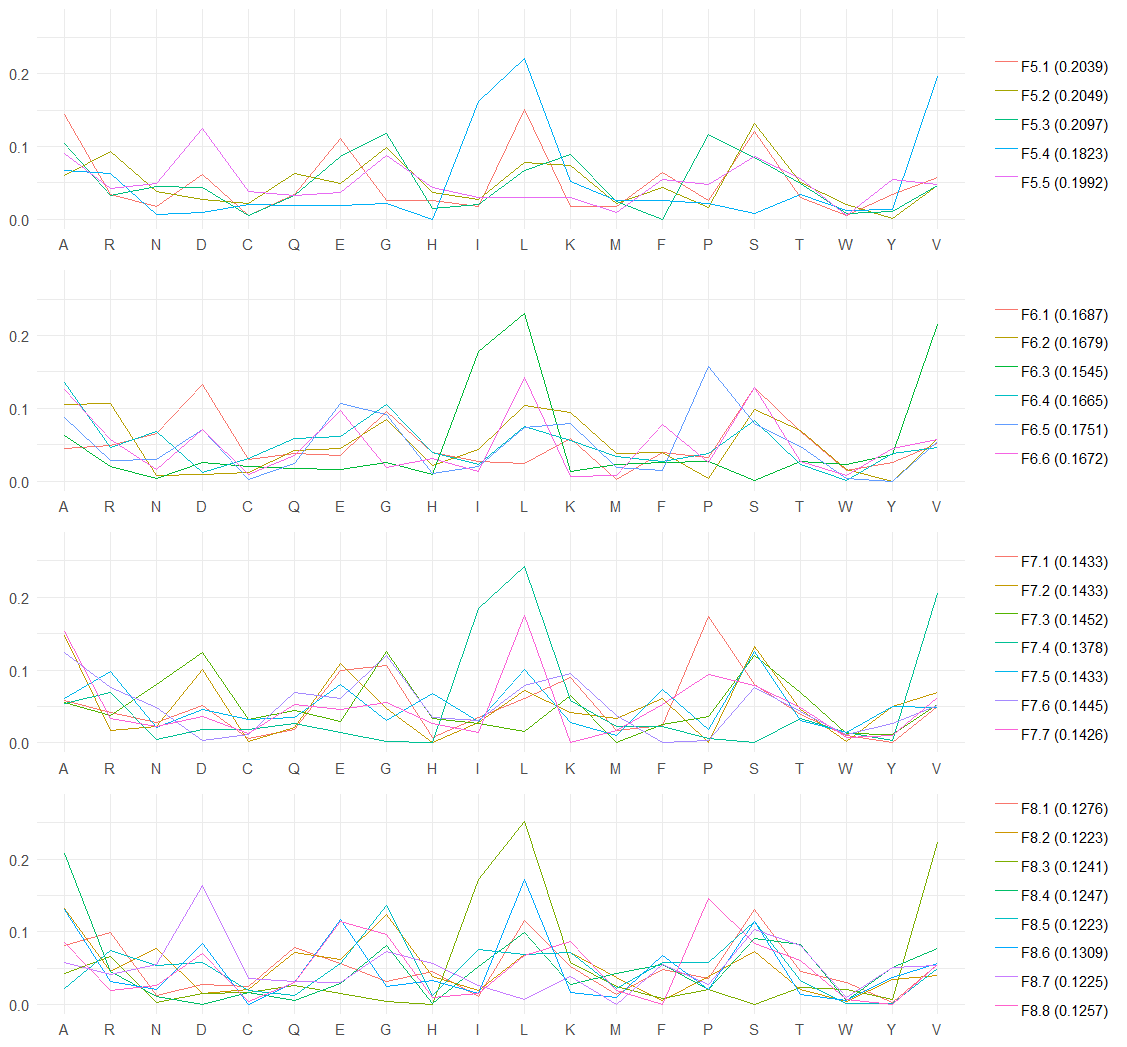 0.2
0.1
0.0
A R N D C Q E G H I L K M F P S T W Y V
F5.1 (0.2039)
F5.2 (0.2049)
F5.3 (0.2097)
F5.4 (0.1823)
F5.5 (0.1992)
0.2
0.1
0.0
A R N D C Q E G H I L K M F P S T W Y V
F6.1 (0.1687)
F6.2 (0.1679)
F6.3 (0.1545)
F6.4 (0.1665)
F6.5 (0.1751)
F6.6 (0.1672)
0.2
0.1
0.0
A R N D C Q E G H I L K M F P S T W Y V
F7.1 (0.1433)
F7.2 (0.1433)
F7.3 (0.1452)
F7.4 (0.1378)
F7.5 (0.1433)
F7.6 (0.1445)
F7.7 (0.1426)
0.2
0.1
0.0
A R N D C Q E G H I L K M F P S T W Y V
F8.1 (0.1276)
F8.2 (0.1223)
F8.3 (0.1241)
F8.4 (0.1247)
F8.5 (0.1223)
F8.6 (0.1309)
F8.7 (0.1225)
F8.8 (0.1257)